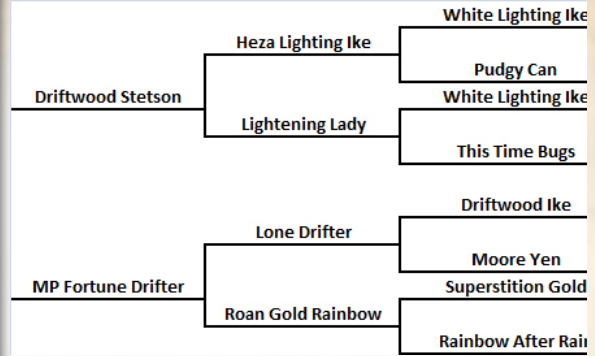 White Lighting Ike
Heza Lighting Ike
Pudgy Can
Driftwood Stetson
White Lighting Ike
Lightening Lady
This Time Bugs
Driftwood Ike
Lone Drifter
Moore Yen
MP Fortune Drifter
Superstition Gold
Roan Gold Rainbow
Rainbow After